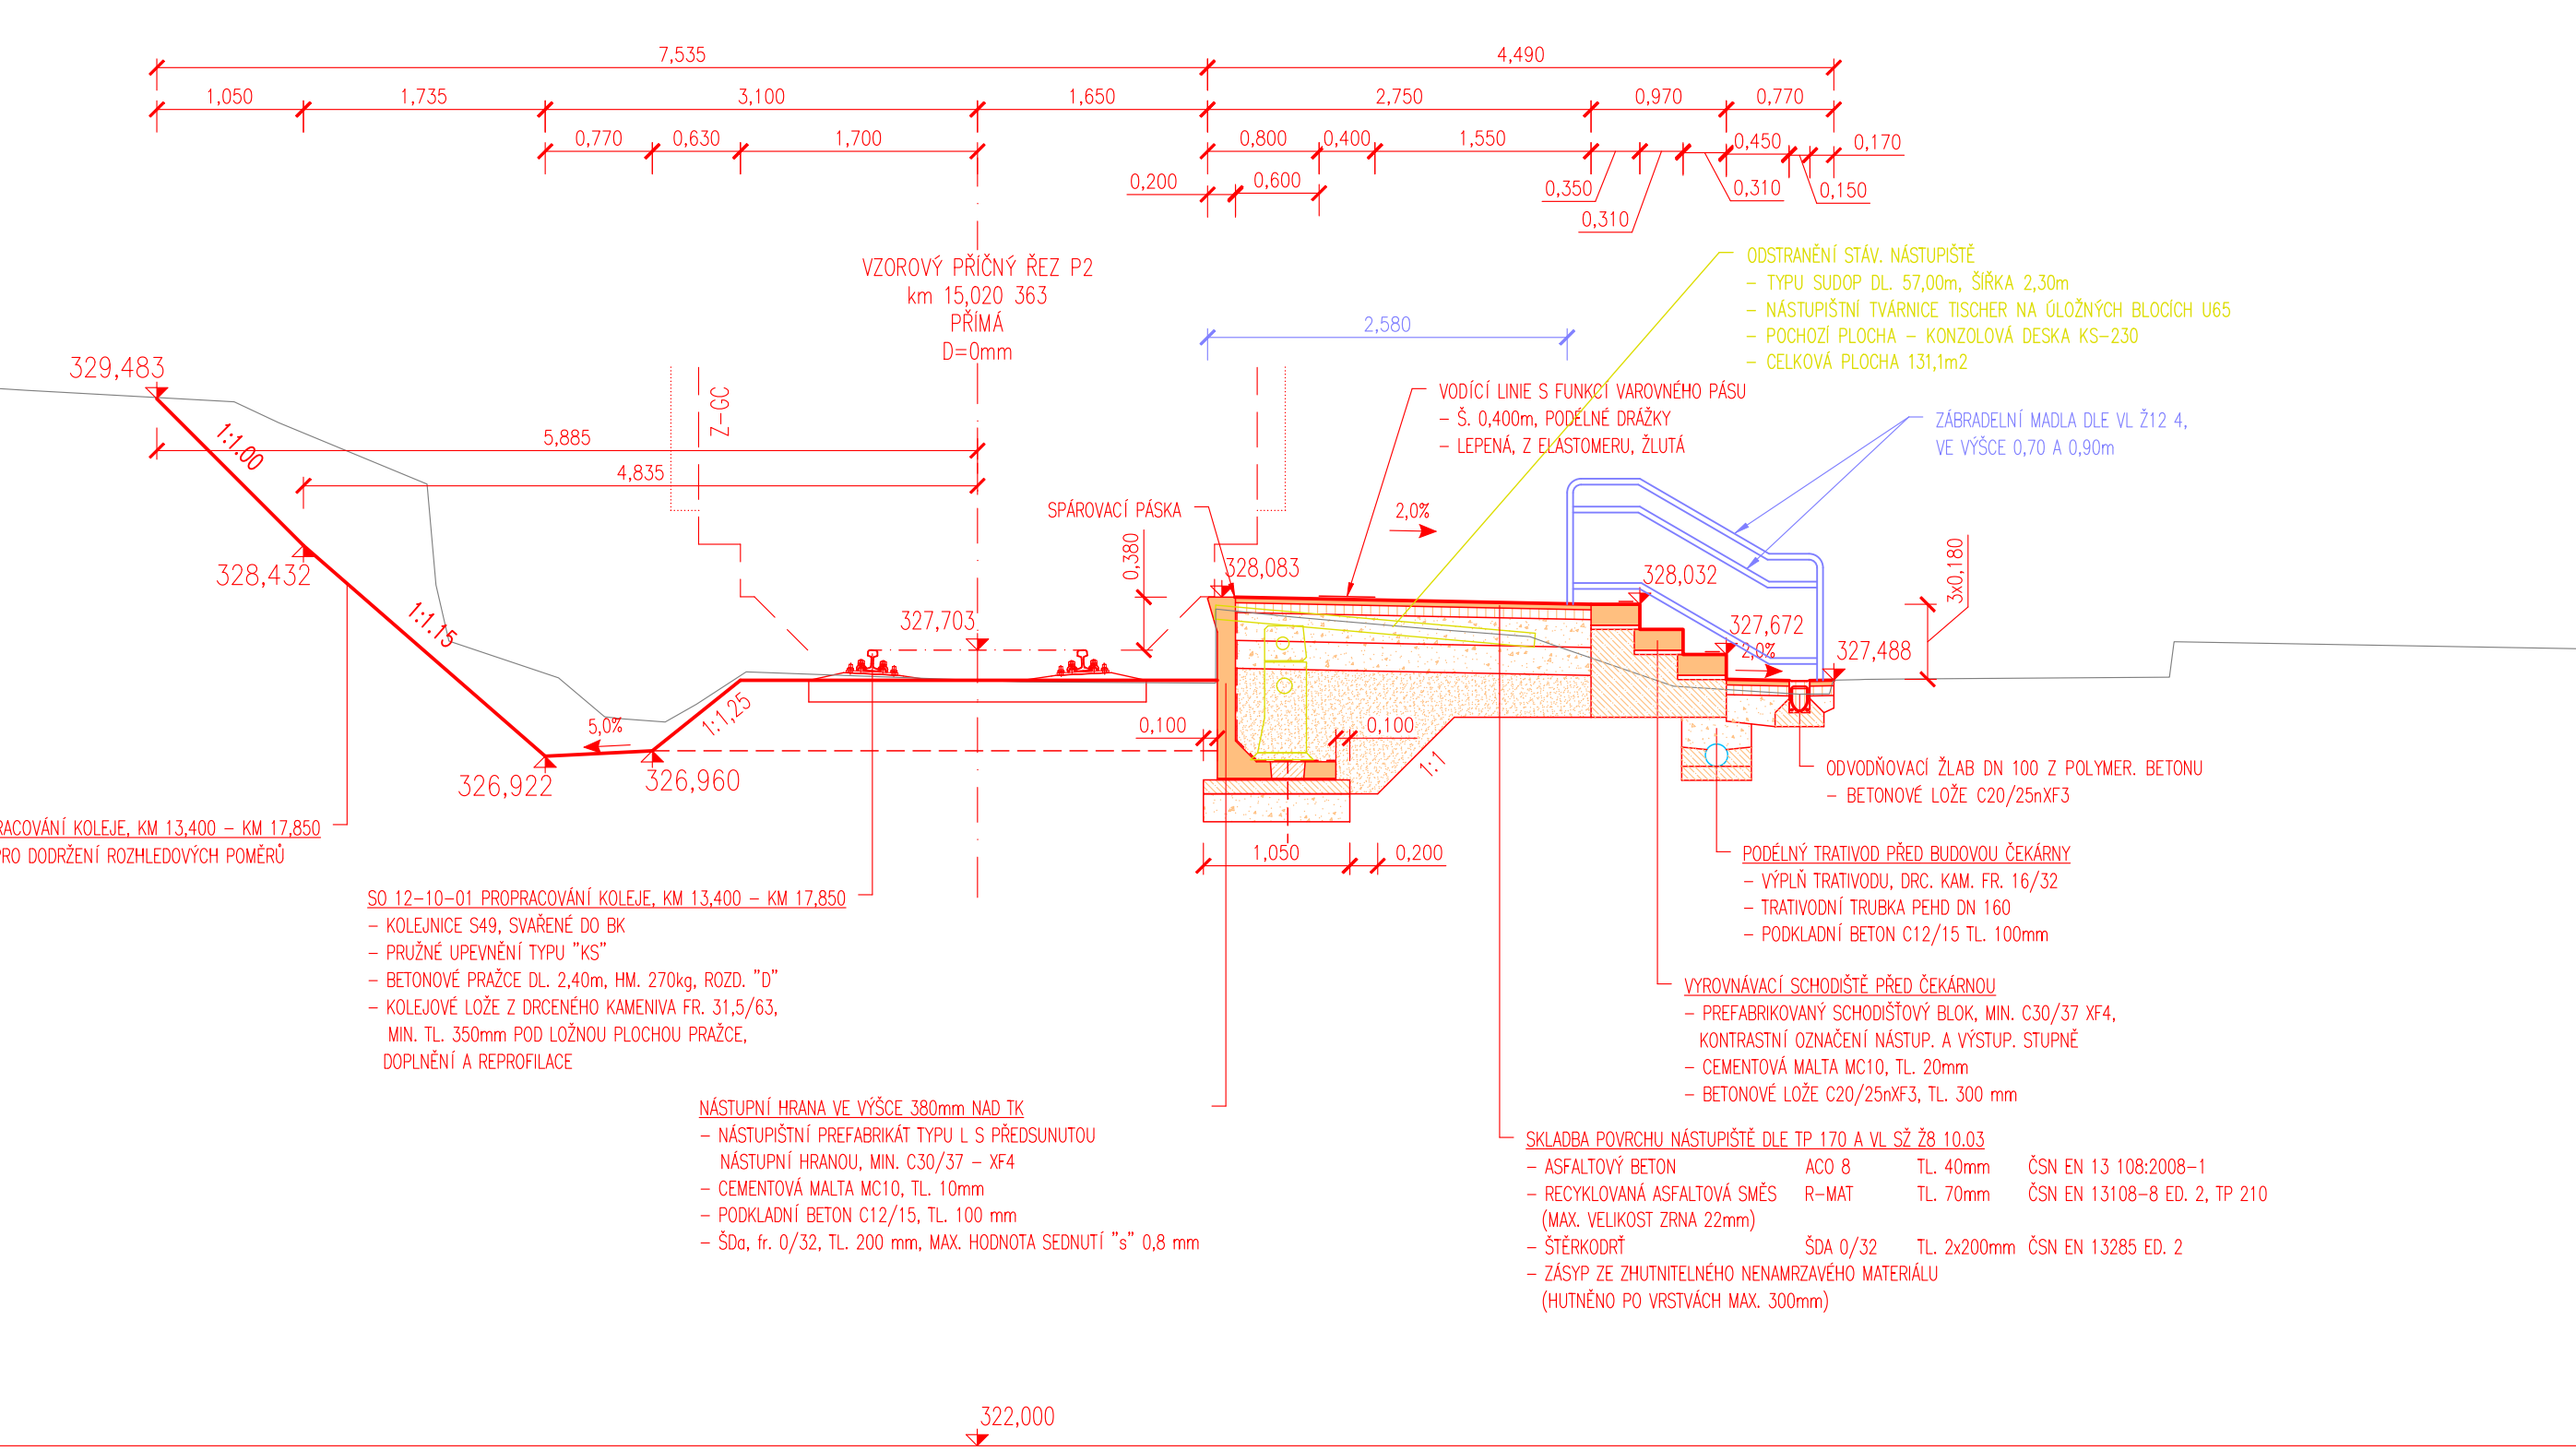 7,535
4,490
1,050
1,735
3,100
1,650
2,750
0,970
0,770
0,770
0,630
1,700
0,800
0,400
1,550
0,450
0,170
0,200
0,600
0,350
0,310
0,150
0,310
VZOROVÝ PŘÍČNÝ ŘEZ P2
km 15,020 363
PŘÍMÁ
D=0mm
ODSTRANĚNÍ STÁV. NÁSTUPIŠTĚ
- TYPU SUDOP DL. 57,00m, ŠÍŘKA 2,30m
- NÁSTUPIŠTNÍ TVÁRNICE TISCHER NA ÚLOŽNÝCH BLOCÍCH U65
- POCHOZÍ PLOCHA - KONZOLOVÁ DESKA KS-230
- CELKOVÁ PLOCHA 131,1m2
2,580
329,483
Z-GC
VODÍCÍ LINIE S FUNKCÍ VAROVNÉHO PÁSU
- Š. 0,400m, PODÉLNÉ DRÁŽKY
- LEPENÁ, Z ELASTOMERU, ŽLUTÁ
ZÁBRADELNÍ MADLA DLE VL Ž12 4,
VE VÝŠCE 0,70 A 0,90m
1:1.00
5,885
4,835
SPÁROVACÍ PÁSKA
2,0%
0,380
328,432
328,083
328,032
3x0,180
1:1.15
327,703
327,672
2,0%
327,488
1:1,25
5,0%
0,100
0,100
1:1
326,922
326,960
ODVODŇOVACÍ ŽLAB DN 100 Z POLYMER. BETONU
- BETONOVÉ LOŽE C20/25nXF3
RACOVÁNÍ KOLEJE, KM 13,400 - KM 17,850
PRO DODRŽENÍ ROZHLEDOVÝCH POMĚRŮ
1,050
0,200
PODÉLNÝ TRATIVOD PŘED BUDOVOU ČEKÁRNY
- VÝPLŇ TRATIVODU, DRC. KAM. FR. 16/32
- TRATIVODNÍ TRUBKA PEHD DN 160
- PODKLADNÍ BETON C12/15 TL. 100mm
SO 12-10-01 PROPRACOVÁNÍ KOLEJE, KM 13,400 - KM 17,850
- KOLEJNICE S49, SVAŘENÉ DO BK
- PRUŽNÉ UPEVNĚNÍ TYPU "KS"
- BETONOVÉ PRAŽCE DL. 2,40m, HM. 270kg, ROZD. "D"
- KOLEJOVÉ LOŽE Z DRCENÉHO KAMENIVA FR. 31,5/63,
MIN. TL. 350mm POD LOŽNOU PLOCHOU PRAŽCE,
DOPLNĚNÍ A REPROFILACE
VYROVNÁVACÍ SCHODIŠTĚ PŘED ČEKÁRNOU
- PREFABRIKOVANÝ SCHODIŠŤOVÝ BLOK, MIN. C30/37 XF4,
KONTRASTNÍ OZNAČENÍ NÁSTUP. A VÝSTUP. STUPNĚ
- CEMENTOVÁ MALTA MC10, TL. 20mm
- BETONOVÉ LOŽE C20/25nXF3, TL. 300 mm
NÁSTUPNÍ HRANA VE VÝŠCE 380mm NAD TK
- NÁSTUPIŠTNÍ PREFABRIKÁT TYPU L S PŘEDSUNUTOU
NÁSTUPNÍ HRANOU, MIN. C30/37 - XF4
- CEMENTOVÁ MALTA MC10, TL. 10mm
- PODKLADNÍ BETON C12/15, TL. 100 mm
- ŠDa, fr. 0/32, TL. 200 mm, MAX. HODNOTA SEDNUTÍ "s" 0,8 mm
SKLADBA POVRCHU NÁSTUPIŠTĚ DLE TP 170 A VL SŽ Ž8 10.03
- ASFALTOVÝ BETON ACO 8 TL. 40mm ČSN EN 13 108:2008-1
- RECYKLOVANÁ ASFALTOVÁ SMĚS R-MAT TL. 70mm ČSN EN 13108-8 ED. 2, TP 210
(MAX. VELIKOST ZRNA 22mm)
- ŠTĚRKODRŤ ŠDA 0/32 TL. 2x200mm ČSN EN 13285 ED. 2
- ZÁSYP ZE ZHUTNITELNÉHO NENAMRZAVÉHO MATERIÁLU
(HUTNĚNO PO VRSTVÁCH MAX. 300mm)
322,000